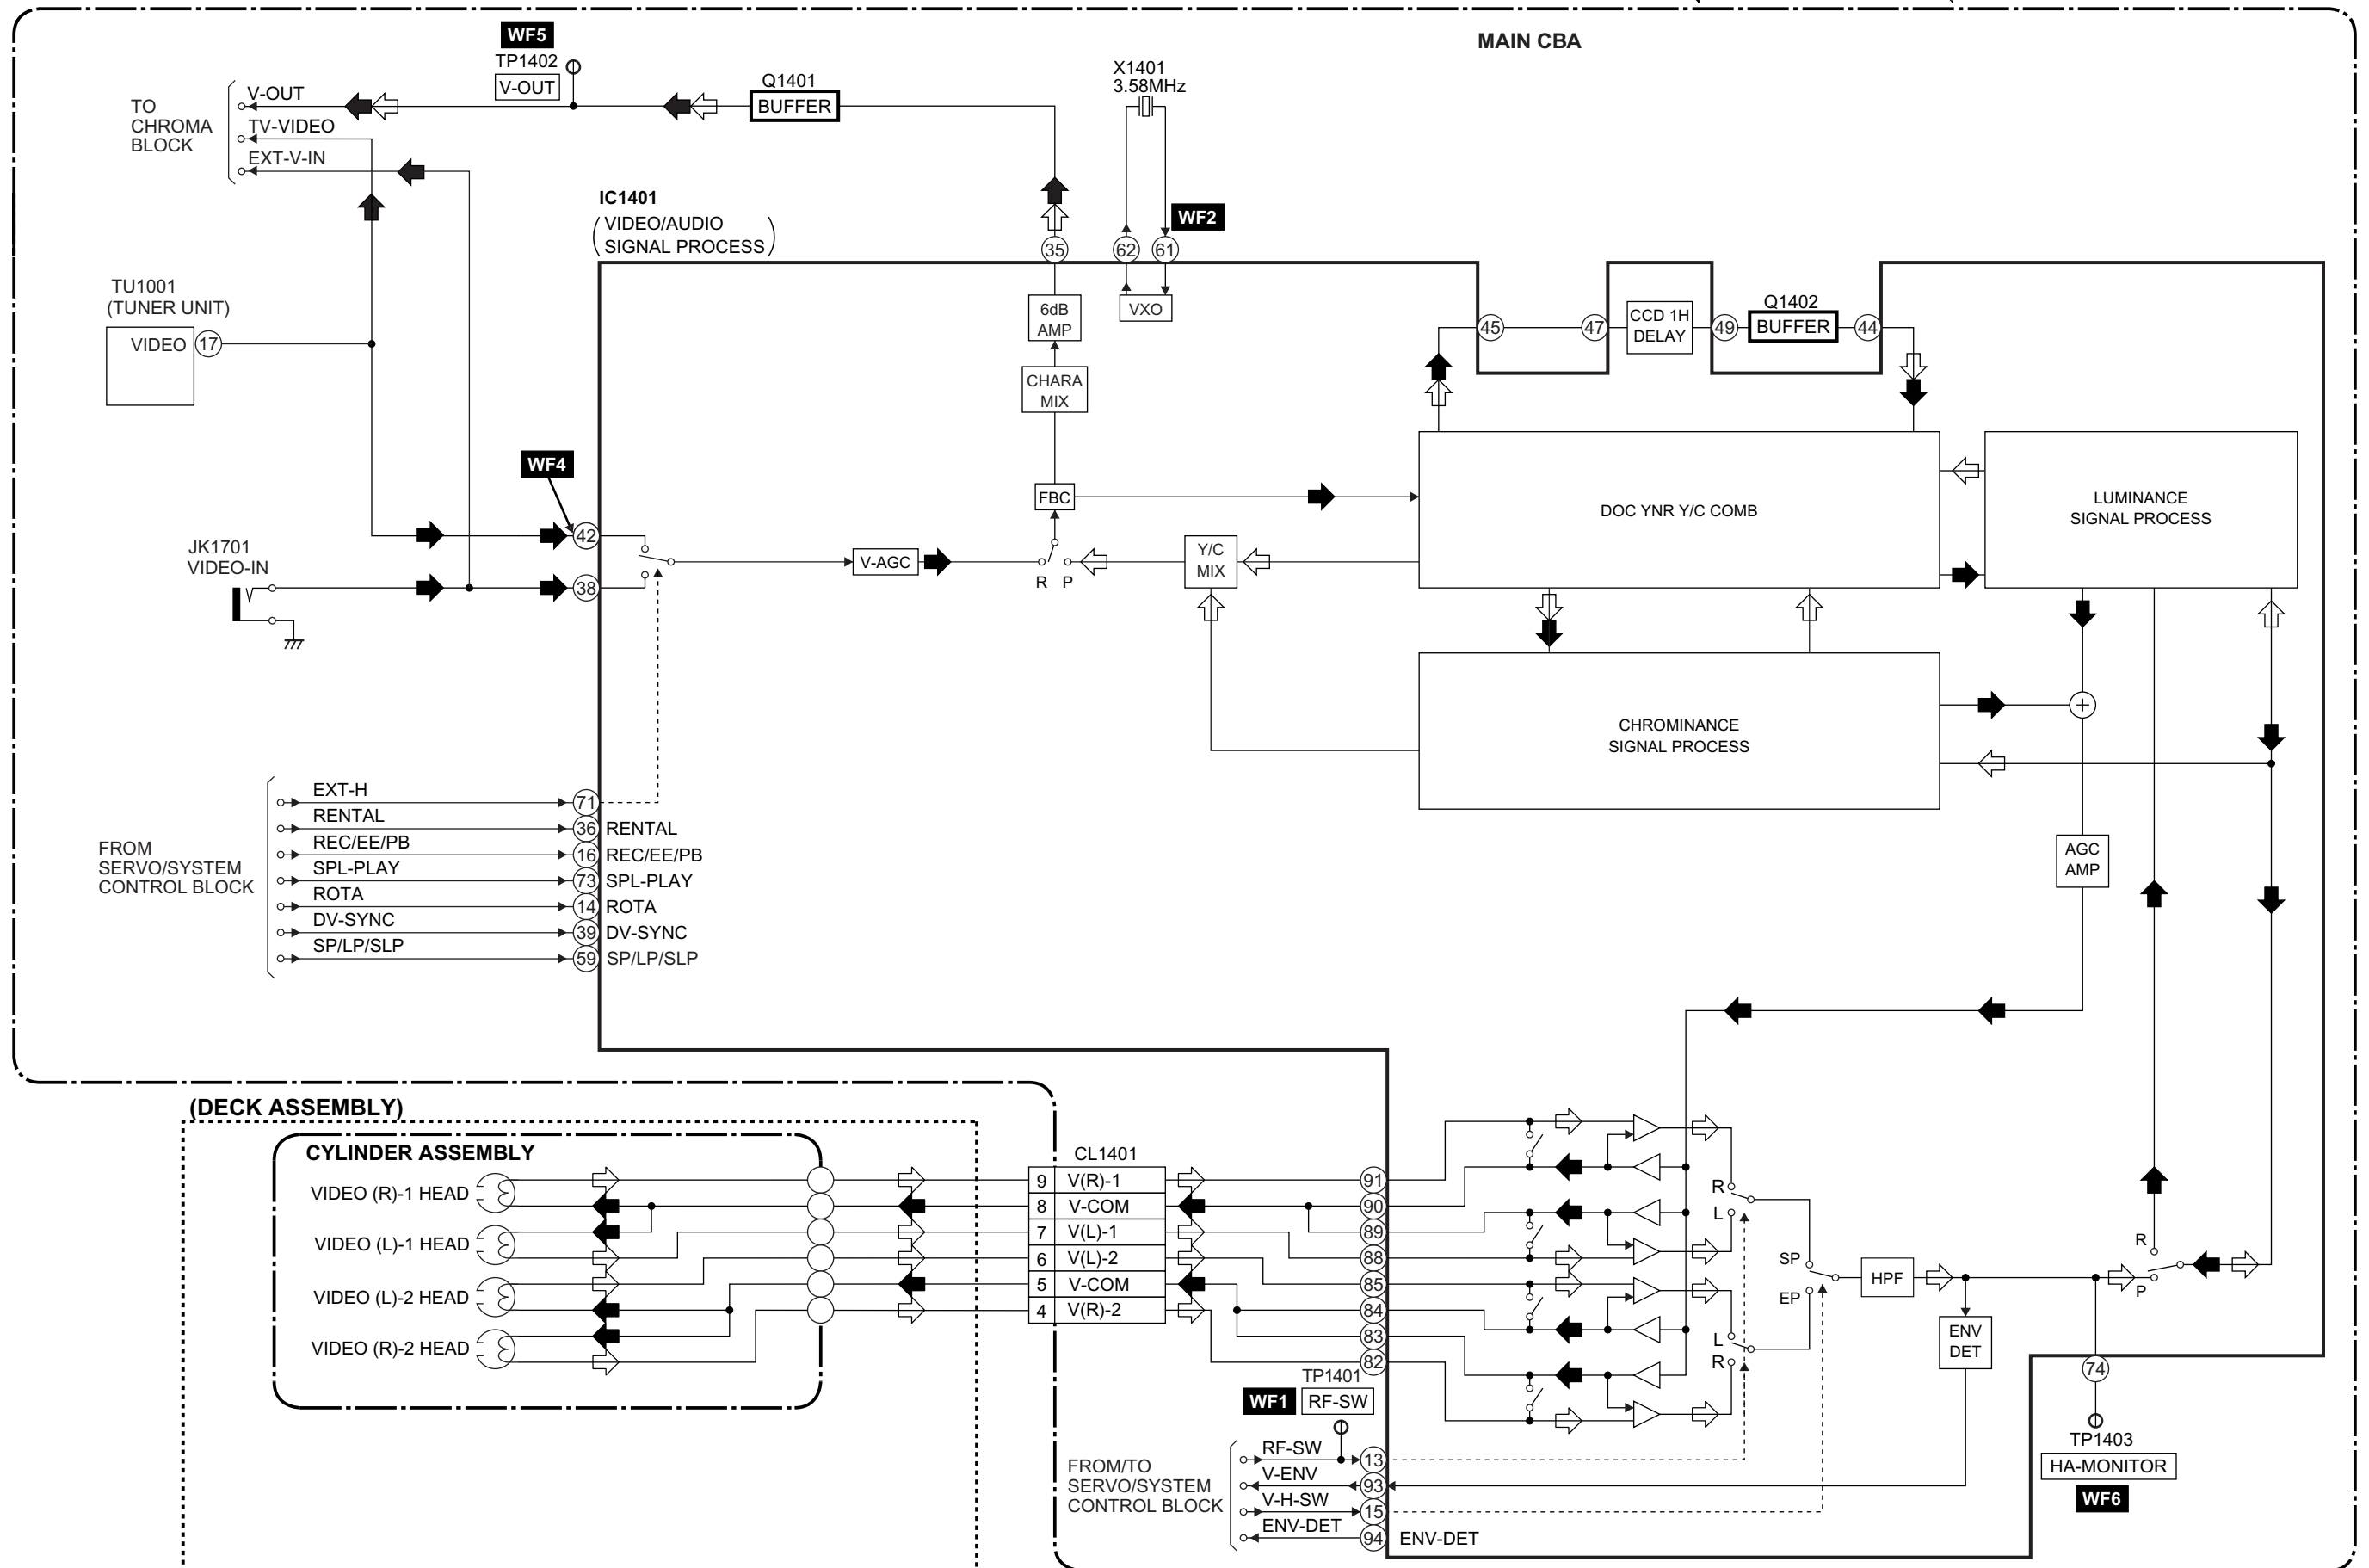 MAIN CBA
WF5
TP1402
V-OUT
Q1401
BUFFER
X1401
3.58MHz
TO
CHROMA
BLOCK
V-OUT
TV-VIDEO
EXT-V-IN
IC1401
VIDEO/AUDIO
SIGNAL PROCESS
WF2
35
62
61
TU1001
(TUNER UNIT)
VIDEO
17
6dB
AMP
VXO
CHARA
MIX
45
47
CCD 1H
DELAY
49
Q1402
BUFFER
44
WF4
42
38
JK1701
VIDEO-IN
FBC
V-AGC
R
P
Y/C
MIX
DOC YNR Y/C COMB
LUMINANCE
SIGNAL PROCESS
CHROMINANCE
SIGNAL PROCESS
+
AGC
AMP
FROM
SERVO/SYSTEM
CONTROL BLOCK
EXT-H
71
RENTAL
36
RENTAL
REC/EE/PB
16
REC/EE/PB
SPL-PLAY
73
SPL-PLAY
ROTA
14
ROTA
DV-SYNC
39
DV-SYNC
SP/LP/SLP
59
SP/LP/SLP
(DECK ASSEMBLY)
CYLINDER ASSEMBLY
VIDEO (R)-1 HEAD
VIDEO (L)-1 HEAD
VIDEO (L)-2 HEAD
VIDEO (R)-2 HEAD
CL1401
9 V(R)-1
8 V-COM
7 V(L)-1
6 V(L)-2
5 V-COM
4 V(R)-2
91
90
89
88
85
84
83
82
R
L
L
R
SP
EP
HPF
ENV
DET
R
P
TP1401
WF1
RF-SW
FROM/TO
SERVO/SYSTEM
CONTROL BLOCK
RF-SW
13
V-ENV
93
V-H-SW
15
ENV-DET
94
ENV-DET
74
TP1403
HA-MONITOR
WF6